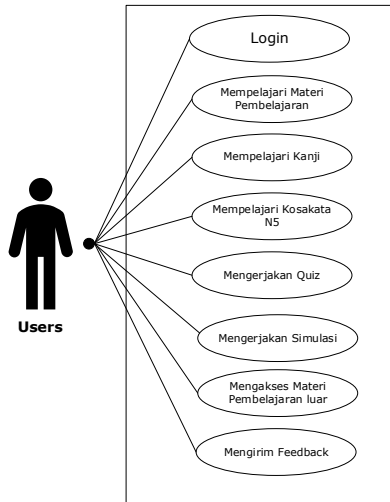 Login
Mempelajari Materi
Pembelajaran
Mempelajari Kanji
Mempelajari Kosakata
N5
Mengerjakan Quiz
Users
Mengerjakan Simulasi
Mengakses Materi
Pembelajaran luar
Mengirim Feedback